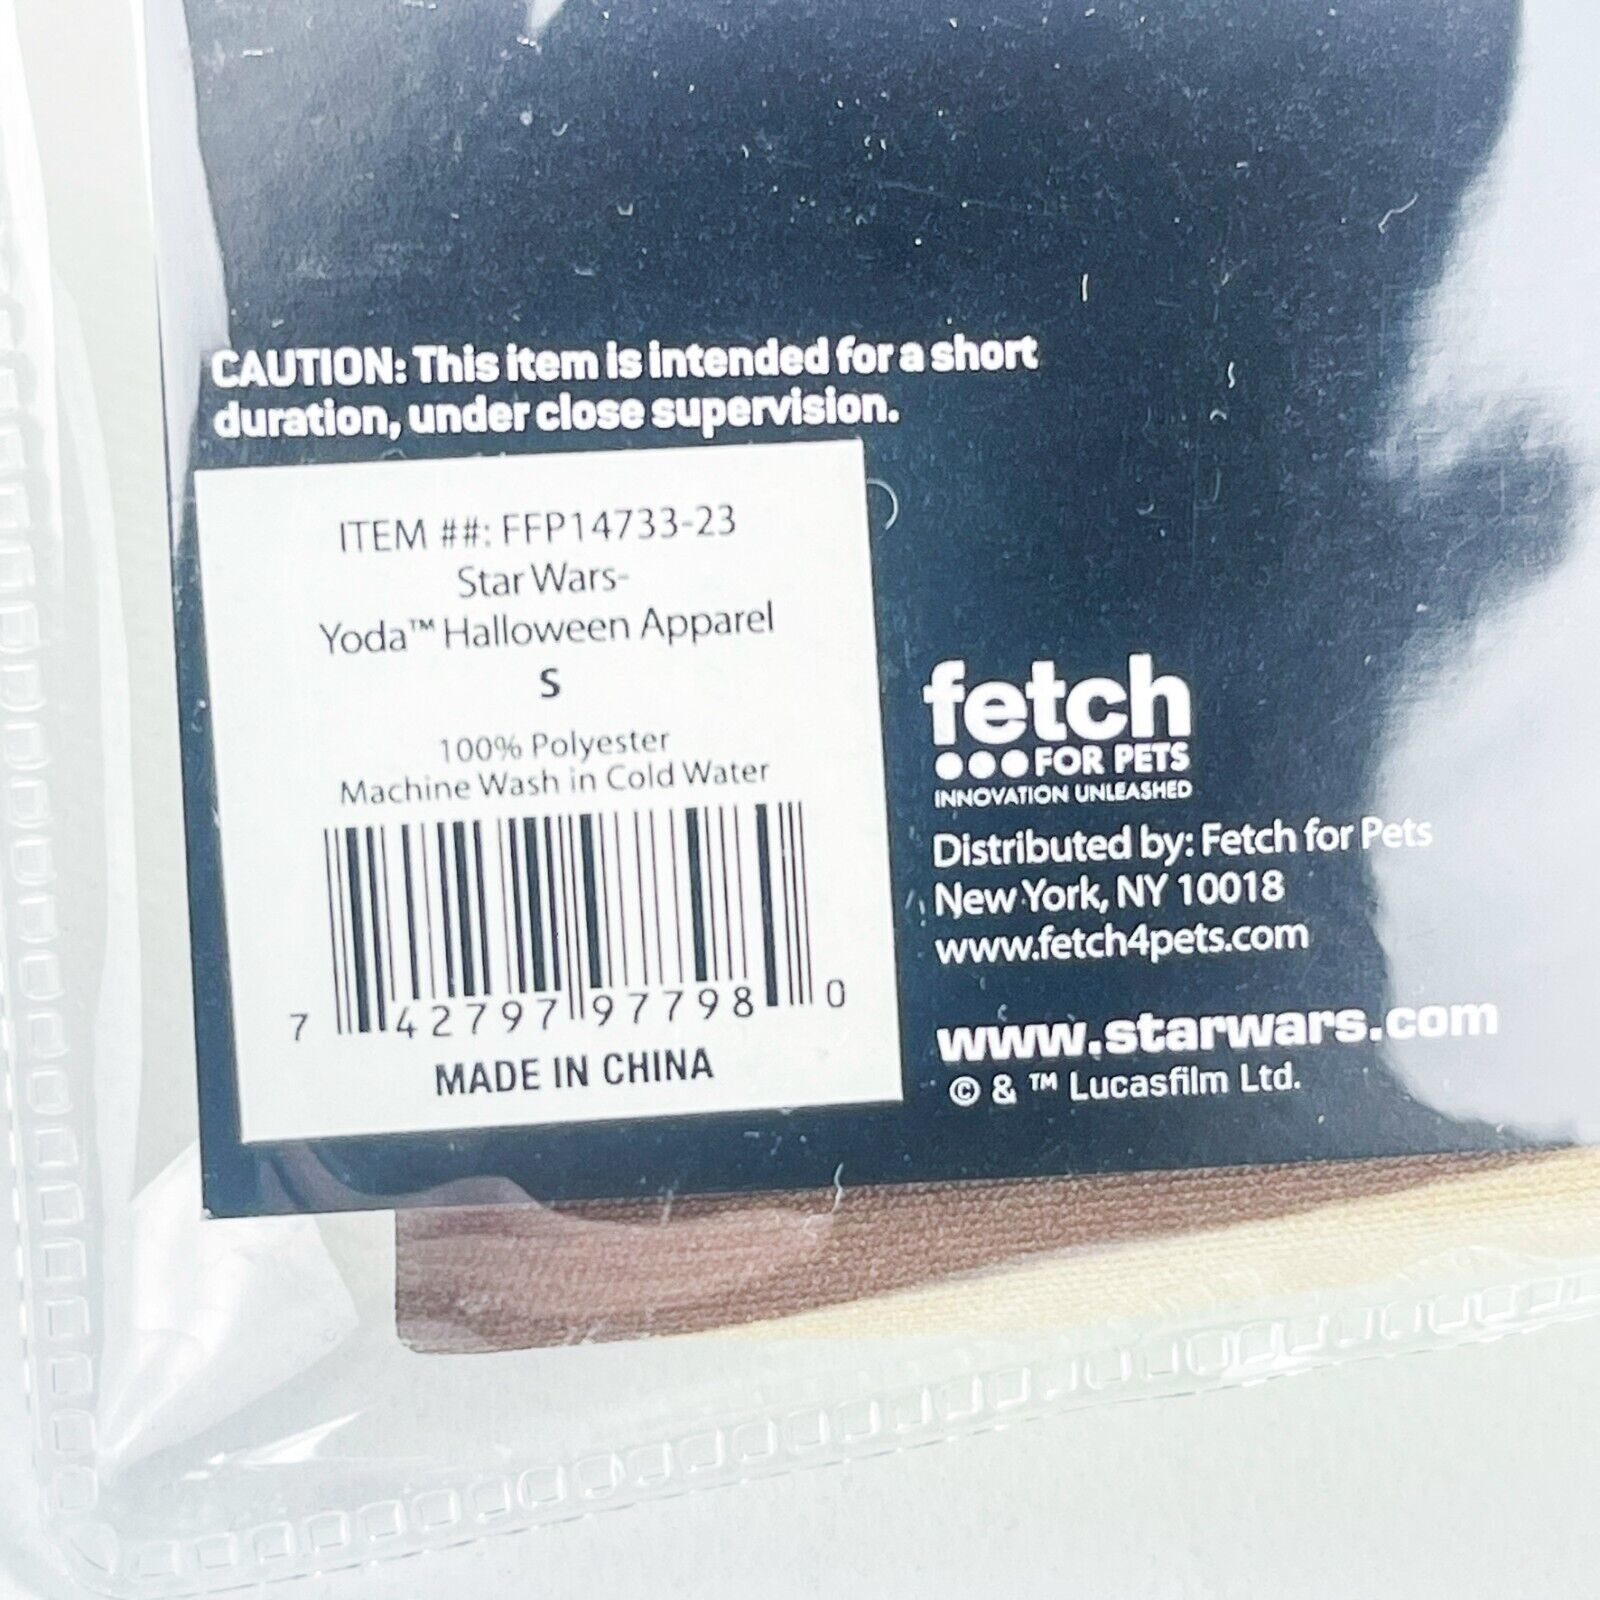 CAUTION: This item is intended for a short
duration, under close supervision.
ITEM ##: FFP14733-23
Star Wars-
Yoda™ Halloween Apparel
S
100% Polyester
Machine Wash in Cold Water
7 42797 97798 0
MADE IN CHINA
fetch
FOR PETS
INNOVATION UNLEASHED
Distributed by: Fetch for Pets
New York, NY 10018
www.fetch4pets.com
www.starwars.com
© & ™ Lucasfilm Ltd.